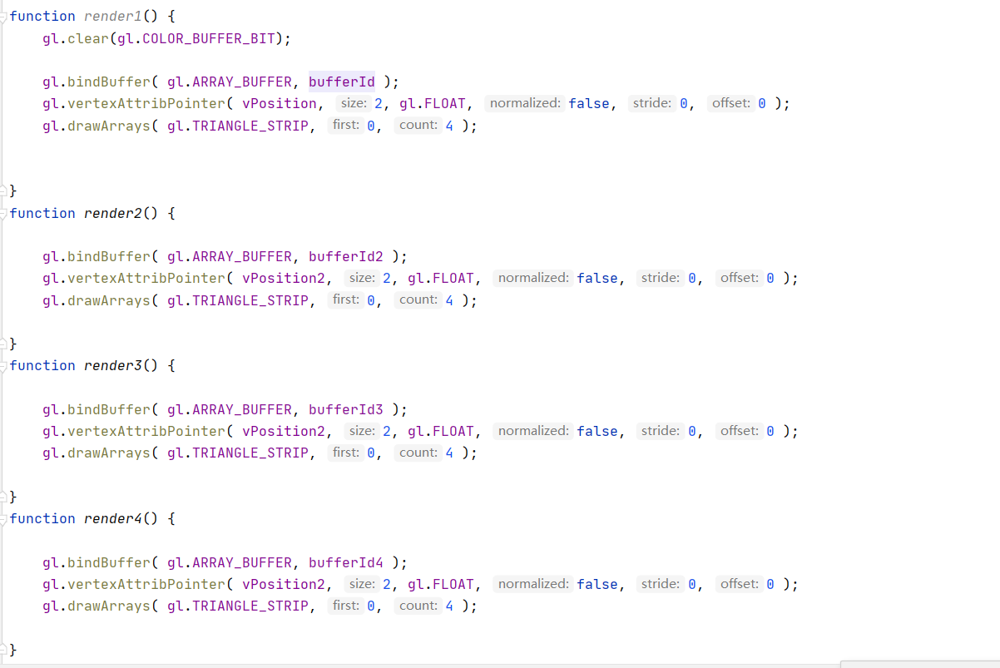 function render1() {
    gl.clear(gl.COLOR_BUFFER_BIT);
    gl.bindBuffer( gl.ARRAY_BUFFER, bufferId );
    gl.vertexAttribPointer( vPosition, size: 2, gl.FLOAT, normalized: false, stride: 0, offset: 0 );
    gl.drawArrays( gl.TRIANGLE_STRIP, first: 0, count: 4 );
}
function render2() {
    gl.bindBuffer( gl.ARRAY_BUFFER, bufferId2 );
    gl.vertexAttribPointer( vPosition2, size: 2, gl.FLOAT, normalized: false, stride: 0, offset: 0 );
    gl.drawArrays( gl.TRIANGLE_STRIP, first: 0, count: 4 );
}
function render3() {
    gl.bindBuffer( gl.ARRAY_BUFFER, bufferId3 );
    gl.vertexAttribPointer( vPosition2, size: 2, gl.FLOAT, normalized: false, stride: 0, offset: 0 );
    gl.drawArrays( gl.TRIANGLE_STRIP, first: 0, count: 4 );
}
function render4() {
    gl.bindBuffer( gl.ARRAY_BUFFER, bufferId4 );
    gl.vertexAttribPointer( vPosition2, size: 2, gl.FLOAT, normalized: false, stride: 0, offset: 0 );
    gl.drawArrays( gl.TRIANGLE_STRIP, first: 0, count: 4 );
}